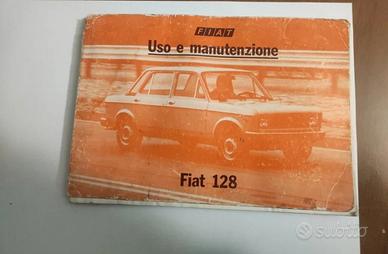 FIAT
Uso e manutenzione
Fiat 128
subito